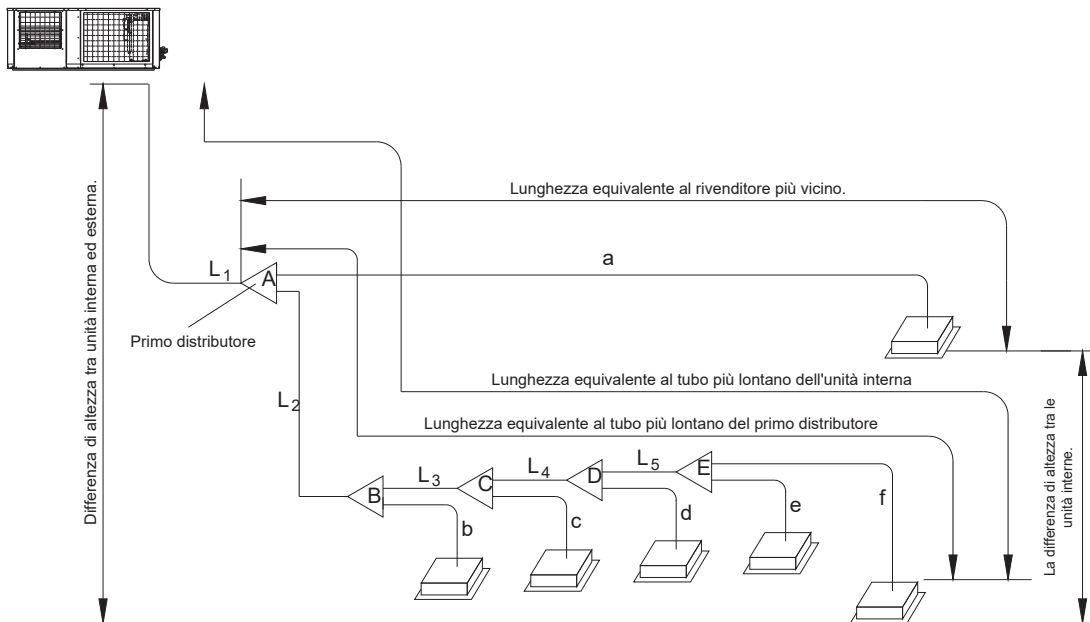 Differenza di altezza tra unità interna ed esterna.
Lunghezza equivalente al rivenditore più vicino.
L1
A
a
Primo distributore
Lunghezza equivalente al tubo più lontano dell'unità interna
L2
Lunghezza equivalente al tubo più lontano del primo distributore
L3
L4
L5
B
C
D
E
b
c
d
e
f
La differenza di altezza tra le
unità interne.